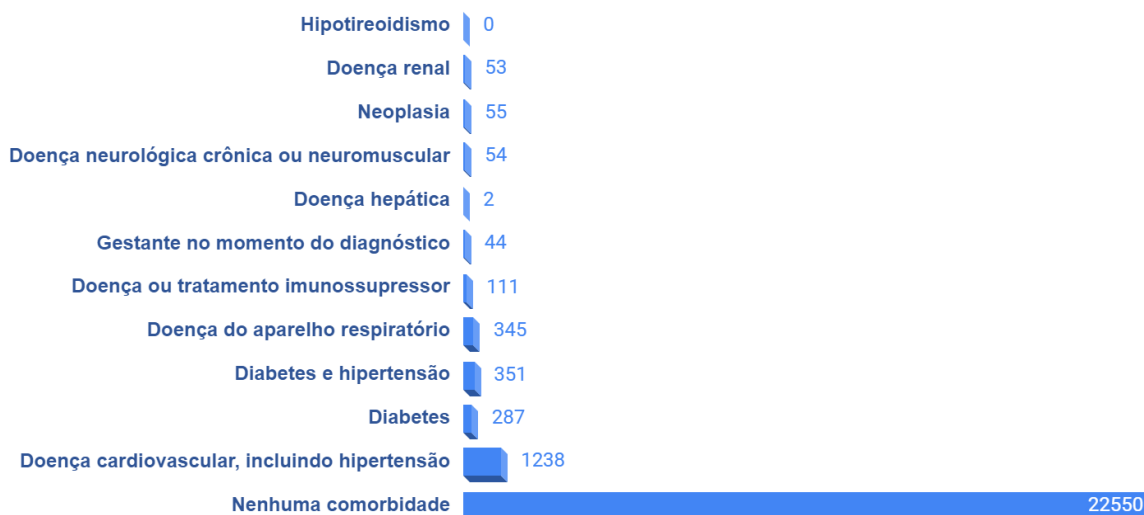 Hipotireoidismo 0
Doença renal 53
Neoplasia 55
Doença neurológica crônica ou neuromuscular 54
Doença hepática 2
Gestante no momento do diagnóstico 44
Doença ou tratamento imunossupressor 111
Doença do aparelho respiratório 345
Diabetes e hipertensão 351
Diabetes 287
Doença cardiovascular, incluindo hipertensão 1238
Nenhuma comorbidade 22550